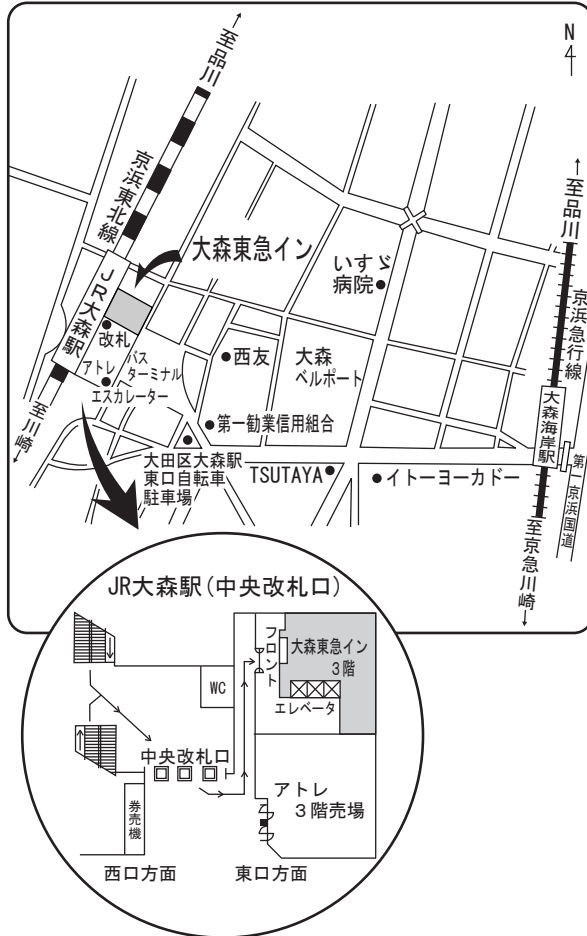 至品川
N
京浜東北線
大森東急イン
いすゞ
病院
至品川
京浜急行線
JR大森駅
改札
バス
ターミナル
アトレ
エスカレーター
西友
大森
ベルポート
第一勧業信用組合
大森海岸駅
至川崎
大田区大森駅
東口自転車
駐車場
TSUTAYA
イトーヨーカドー
第一京浜国道
至京急川崎
JR大森駅(中央改札口)
フロント
大森東急イン
3階
WC
エレベータ
中央改札口
アトレ
3階売場
券売機
西口方面
東口方面